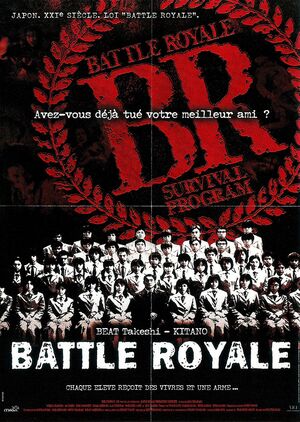 JAPON. XXIᵉ SIÈCLE. LOI "BATTLE ROYALE".
BATTLE ROYALE
Avez-vous déjà tué votre meilleur ami ?
BR
SURVIVAL
PROGRAM
BEAT Takeshi - KITANO
BATTLE ROYALE
CHAQUE ELEVE REÇOIT DES VIVRES ET UNE ARME...